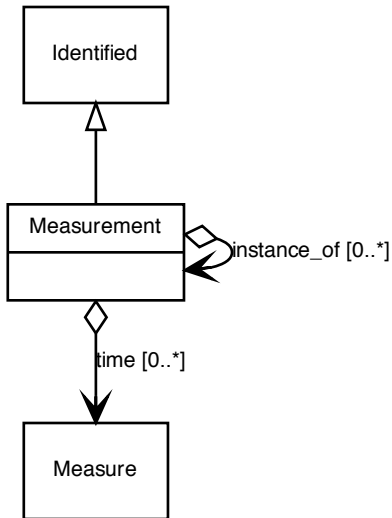 Identified
Measurement
instance_of [0..*]
time [0..*]
Measure